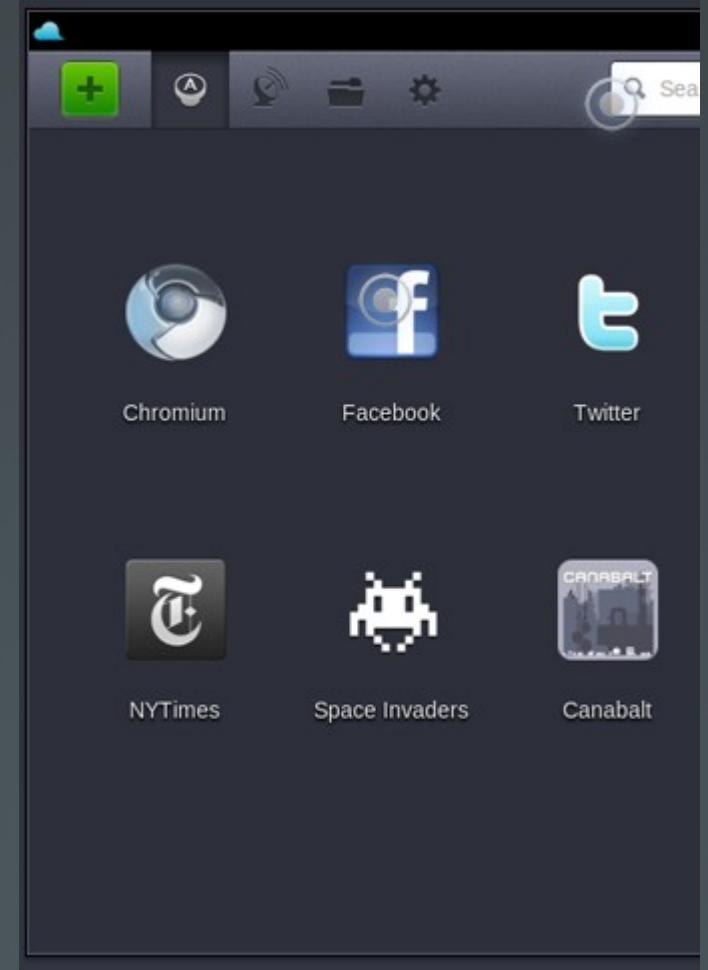 Sea
Chromium
Facebook
Twitter
CANABALT
NYTimes
Space Invaders
Canabalt